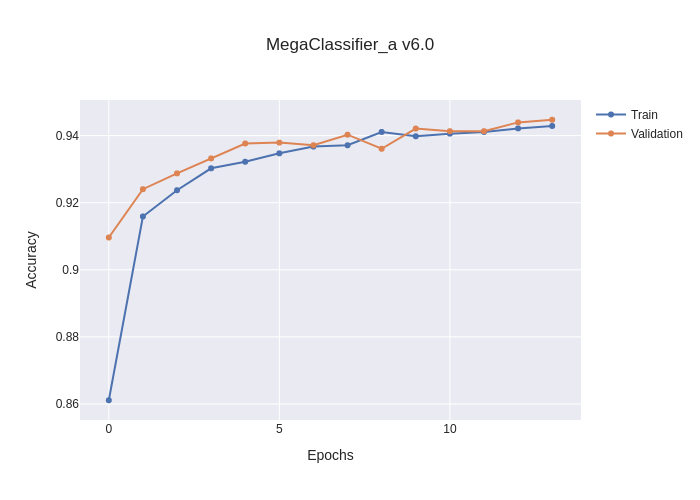 MegaClassifier_a v6.0
Train
Validation
0.94
0.92
0.9
0.88
0.86
Accuracy
0
5
10
Epochs